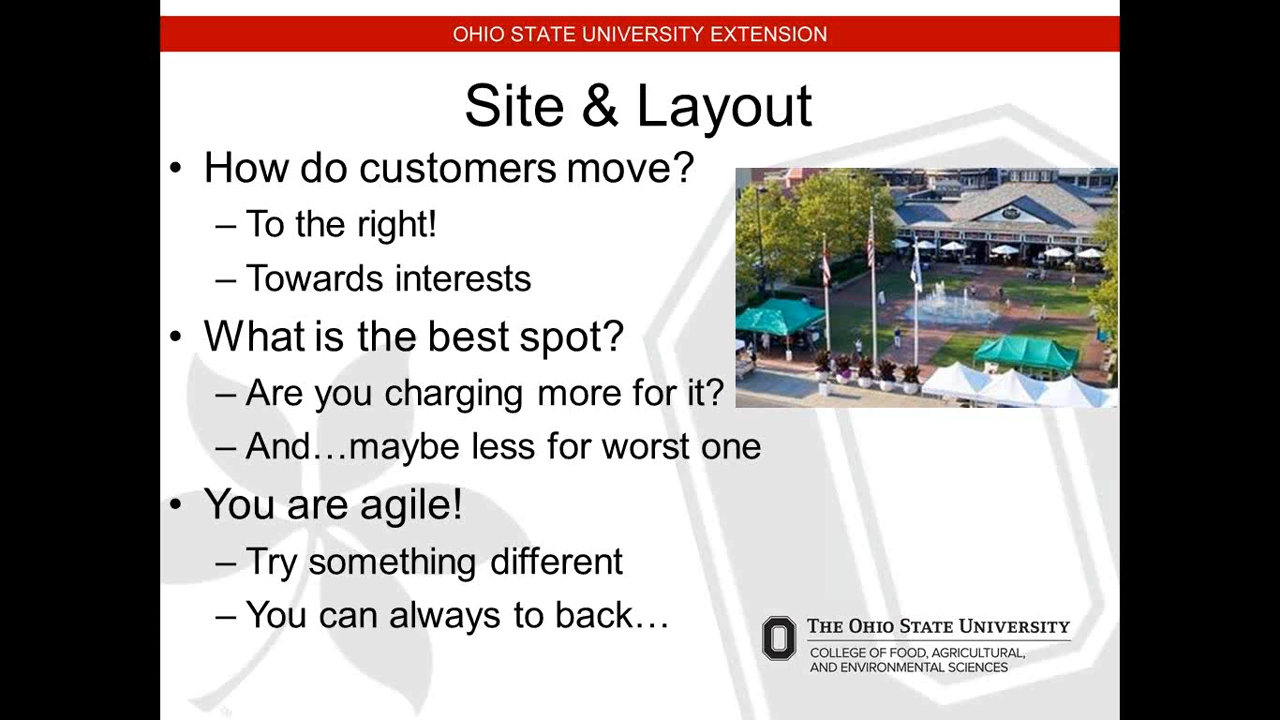 OHIO STATE UNIVERSITY EXTENSION
Site & Layout
• How do customers move?
– To the right!
– Towards interests
• What is the best spot?
– Are you charging more for it?
– And…maybe less for worst one
• You are agile!
– Try something different
– You can always to back…
THE OHIO STATE UNIVERSITY
COLLEGE OF FOOD, AGRICULTURAL,
AND ENVIRONMENTAL SCIENCES